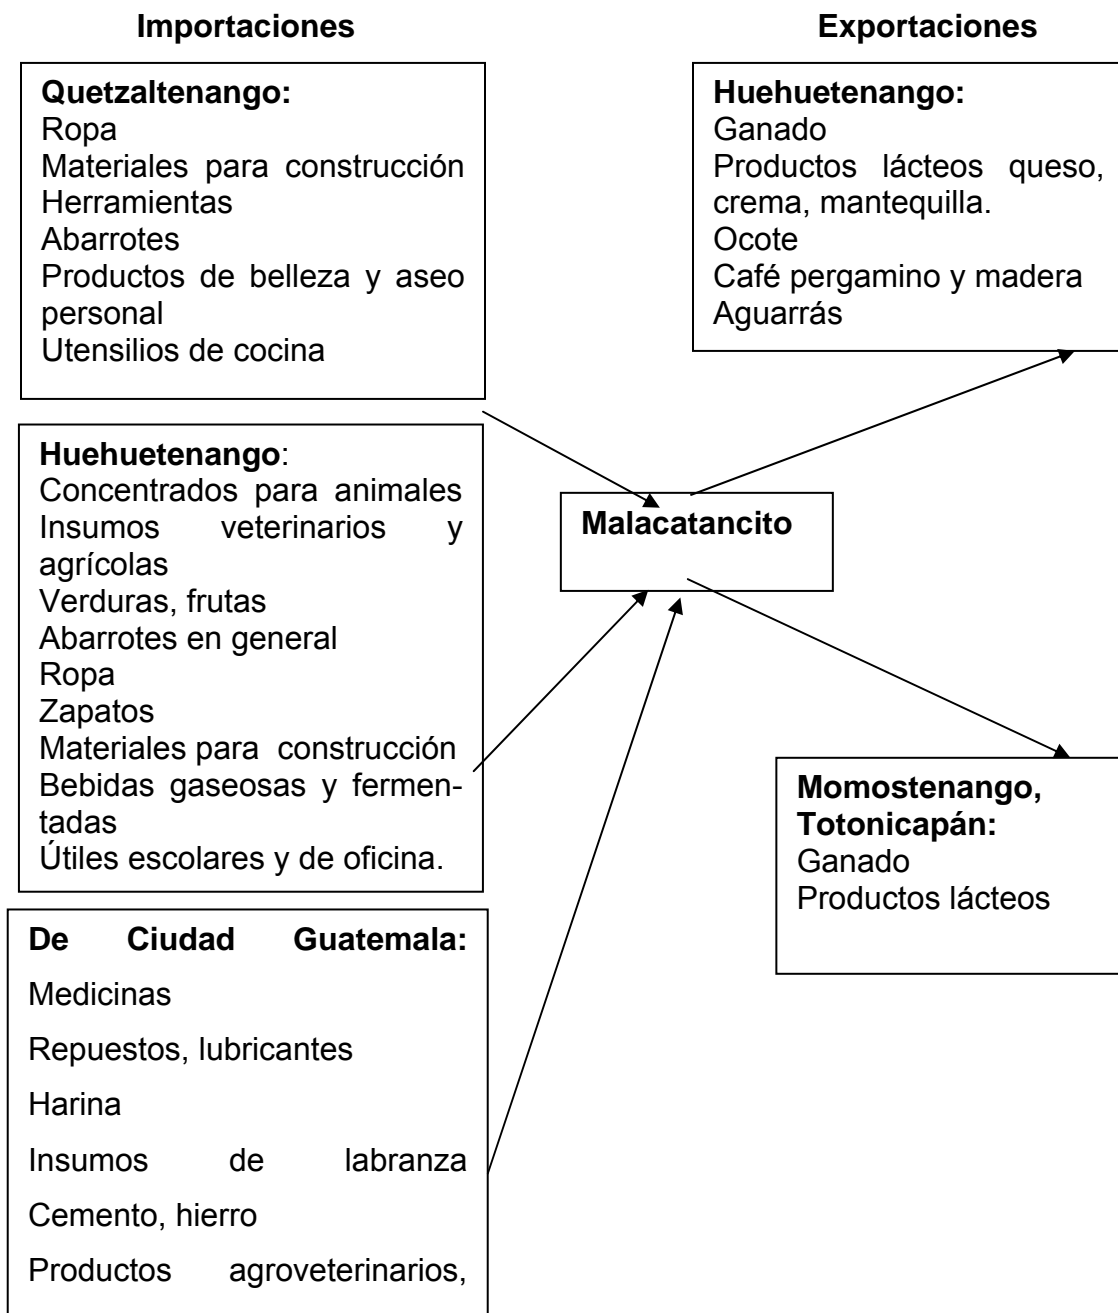 Importaciones
Exportaciones
Quetzaltenango:
Ropa
Materiales para construcción
Herramientas
Abarrotes
Productos de belleza y aseo
personal
Utensilios de cocina
Huehuetenango:
Ganado
Productos lácteos queso,
crema, mantequilla.
Ocote
Café pergamino y madera
Aguarrás
Huehuetenango:
Concentrados para animales
Insumos veterinarios y
agrícolas
Verduras, frutas
Abarrotes en general
Ropa
Zapatos
Materiales para construcción
Bebidas gaseosas y fermen-
tadas
Útiles escolares y de oficina.
Malacatancito
Momostenango,
Totonicapán:
Ganado
Productos lácteos
De Ciudad Guatemala:
Medicinas
Repuestos, lubricantes
Harina
Insumos de labranza
Cemento, hierro
Productos agroveterinarios,